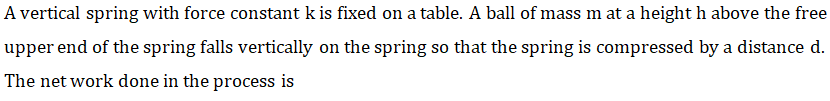 A vertical spring with force constant k is fixed on a table. A ball of mass m at a height h above the free
upper end of the spring falls vertically on the spring so that the spring is compressed by a distance d.
The net work done in the process is